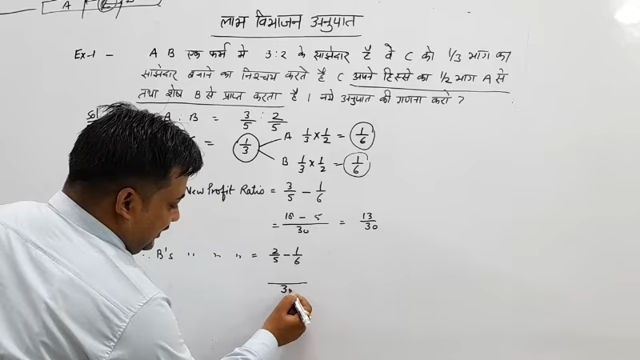 A
लाभ विभाजन अनुपात
Ex-1 - A B एक फर्म मे 3:2 के साझेदार है वे C को 1/3 भाग का
साझेदार बनाने का निश्चय करते है C अपने हिस्से का 1/2 भाग A से
तथा शेष B से प्राप्त करता है । नये अनुपात की गणना करो ?
A : B = 3/5 : 2/5
= 1/3 A 1/3 x 1/2 = 1/6
B 1/3 x 1/2 = 1/6
New Profit Ratio = 3/5 - 1/6
= 18 - 5 / 30 = 13/30
∴ B's " " " = 2/5 - 1/6